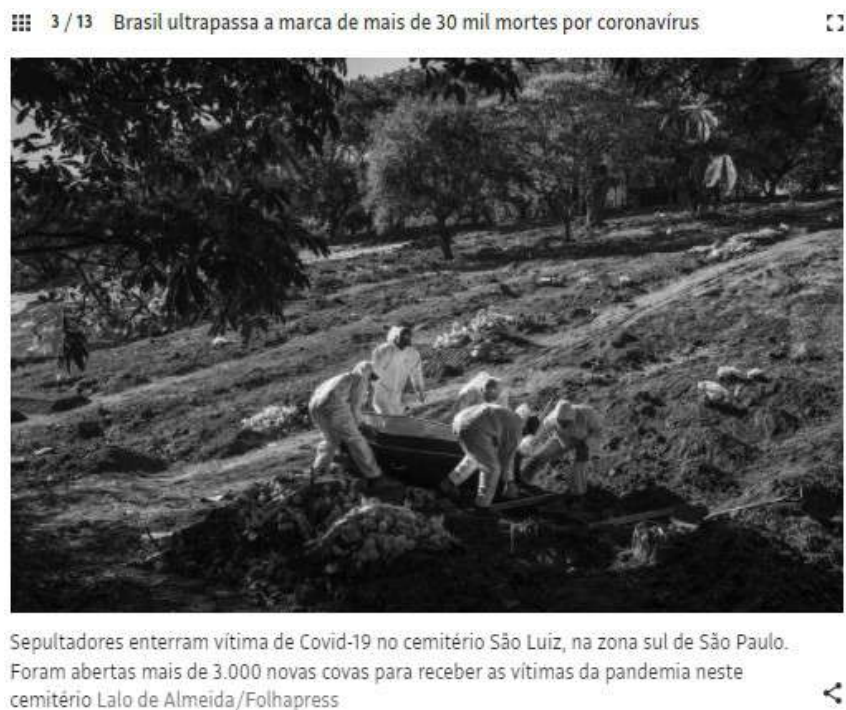 3 / 13 Brasil ultrapassa a marca de mais de 30 mil mortes por coronavírus
Sepultadores enterram vítima de Covid-19 no cemitério São Luiz, na zona sul de São Paulo.
Foram abertas mais de 3.000 novas covas para receber as vítimas da pandemia neste
cemitério Lalo de Almeida/Folhapress